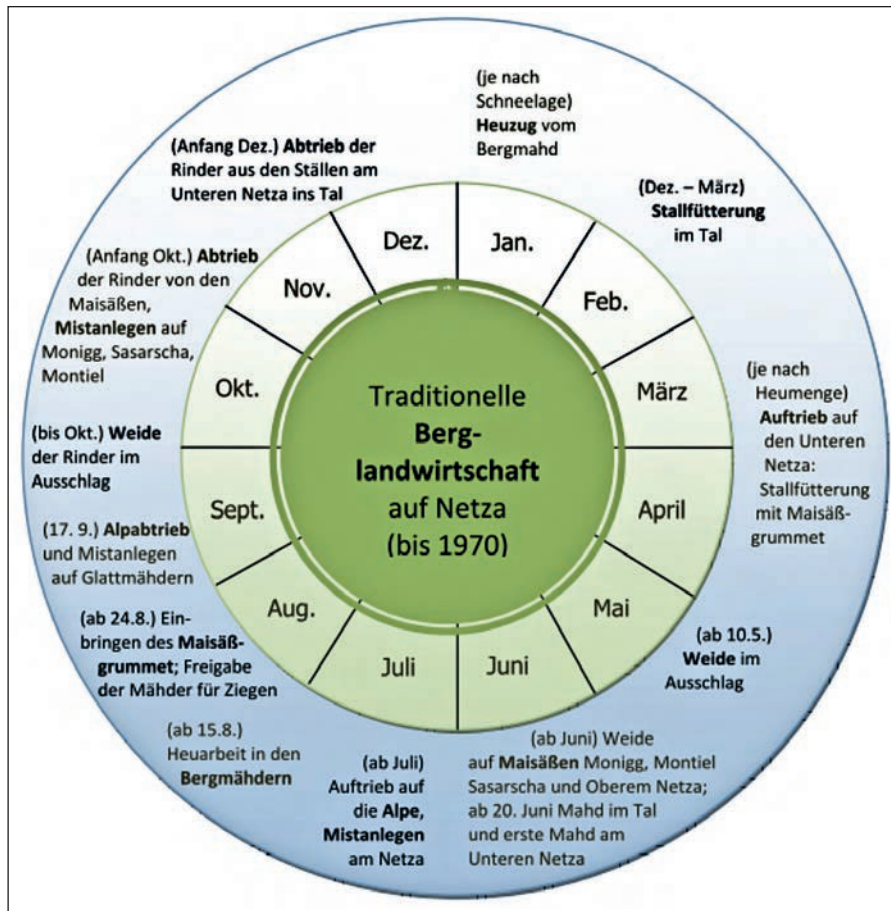 Traditionelle
Berg-
landwirtschaft
auf Netza
(bis 1970)
Jan.
Feb.
März
April
Mai
Juni
Juli
Aug.
Sept.
Okt.
Nov.
Dez.
(je nach
Schneelage)
Heuzug vom
Bergmahd
(Dez. – März)
Stallfütterung
im Tal
(je nach
Heumenge)
Auftrieb auf
den Unteren
Netza:
Stallfütterung
mit Maisäß-
grummet
(ab 10.5.)
Weide im
Ausschlag
(ab Juni) Weide
auf Maisäßen Monigg, Montiel
Sasarscha und Oberem Netza;
ab 20. Juni Mahd im Tal
und erste Mahd am
Unteren Netza
(ab Juli)
Auftrieb auf
die Alpe,
Mistanlegen
am Netza
(ab 15.8.)
Heuarbeit in den
Bergmähdern
(ab 24.8.) Ein-
bringen des Maisäß-
grummet; Freigabe
der Mähder für Ziegen
(17. 9.) Alpabtrieb
und Mistanlegen
auf Glattmähdern
(bis Okt.) Weide
der Rinder im
Ausschlag
(Anfang Okt.) Abtrieb
der Rinder von den
Maisäßen,
Mistanlegen auf
Monigg, Sasarscha,
Montiel
(Anfang Dez.) Abtrieb der
Rinder aus den Ställen am
Unteren Netza ins Tal